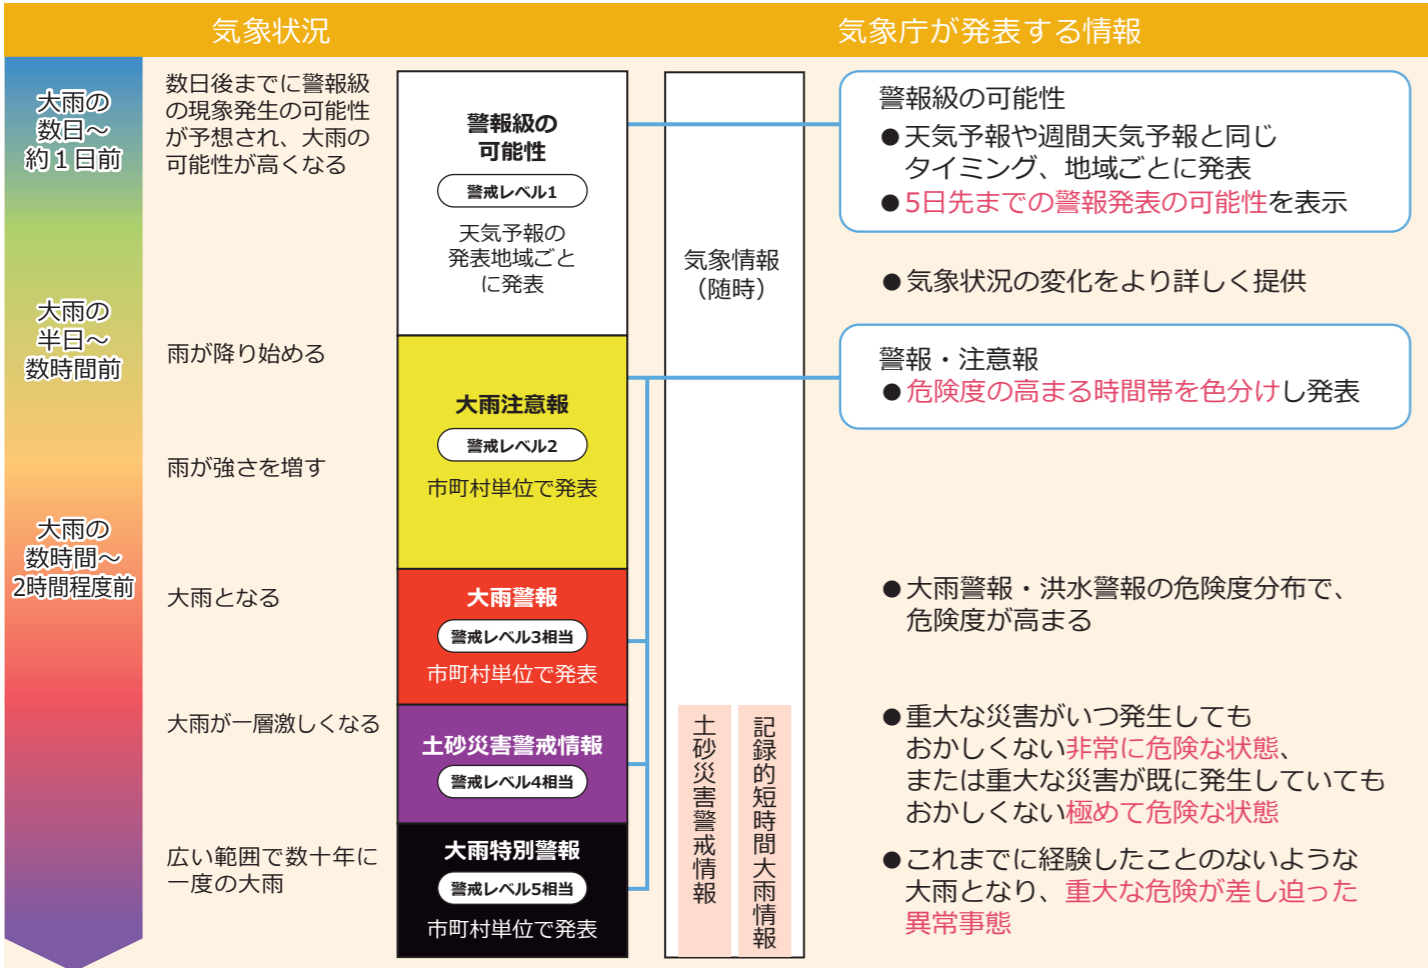 気象状況
気象庁が発表する情報
大雨の
数日～
約１日前
数日後までに警報級
の現象発生の可能性
が予想され、大雨の
可能性が高くなる
警報級の
可能性
警戒レベル1
天気予報の
発表地域ごと
に発表
気象情報
（随時）
警報級の可能性
●天気予報や週間天気予報と同じ
タイミング、地域ごとに発表
●5日先までの警報発表の可能性を表示
●気象状況の変化をより詳しく提供
大雨の
半日～
数時間前
雨が降り始める
雨が強さを増す
大雨注意報
警戒レベル2
市町村単位で発表
警報・注意報
●危険度の高まる時間帯を色分けし発表
大雨の
数時間～
2時間程度前
大雨となる
大雨警報
警戒レベル3相当
市町村単位で発表
●大雨警報・洪水警報の危険度分布で、
危険度が高まる
大雨が一層激しくなる
土砂災害警戒情報
警戒レベル4相当
土砂災害警戒情報
記録的短時間大雨情報
●重大な災害がいつ発生しても
おかしくない非常に危険な状態、
または重大な災害が既に発生していても
おかしくない極めて危険な状態
広い範囲で数十年に
一度の大雨
大雨特別警報
警戒レベル5相当
市町村単位で発表
●これまでに経験したことのないような
大雨となり、重大な危険が差し迫った
異常事態